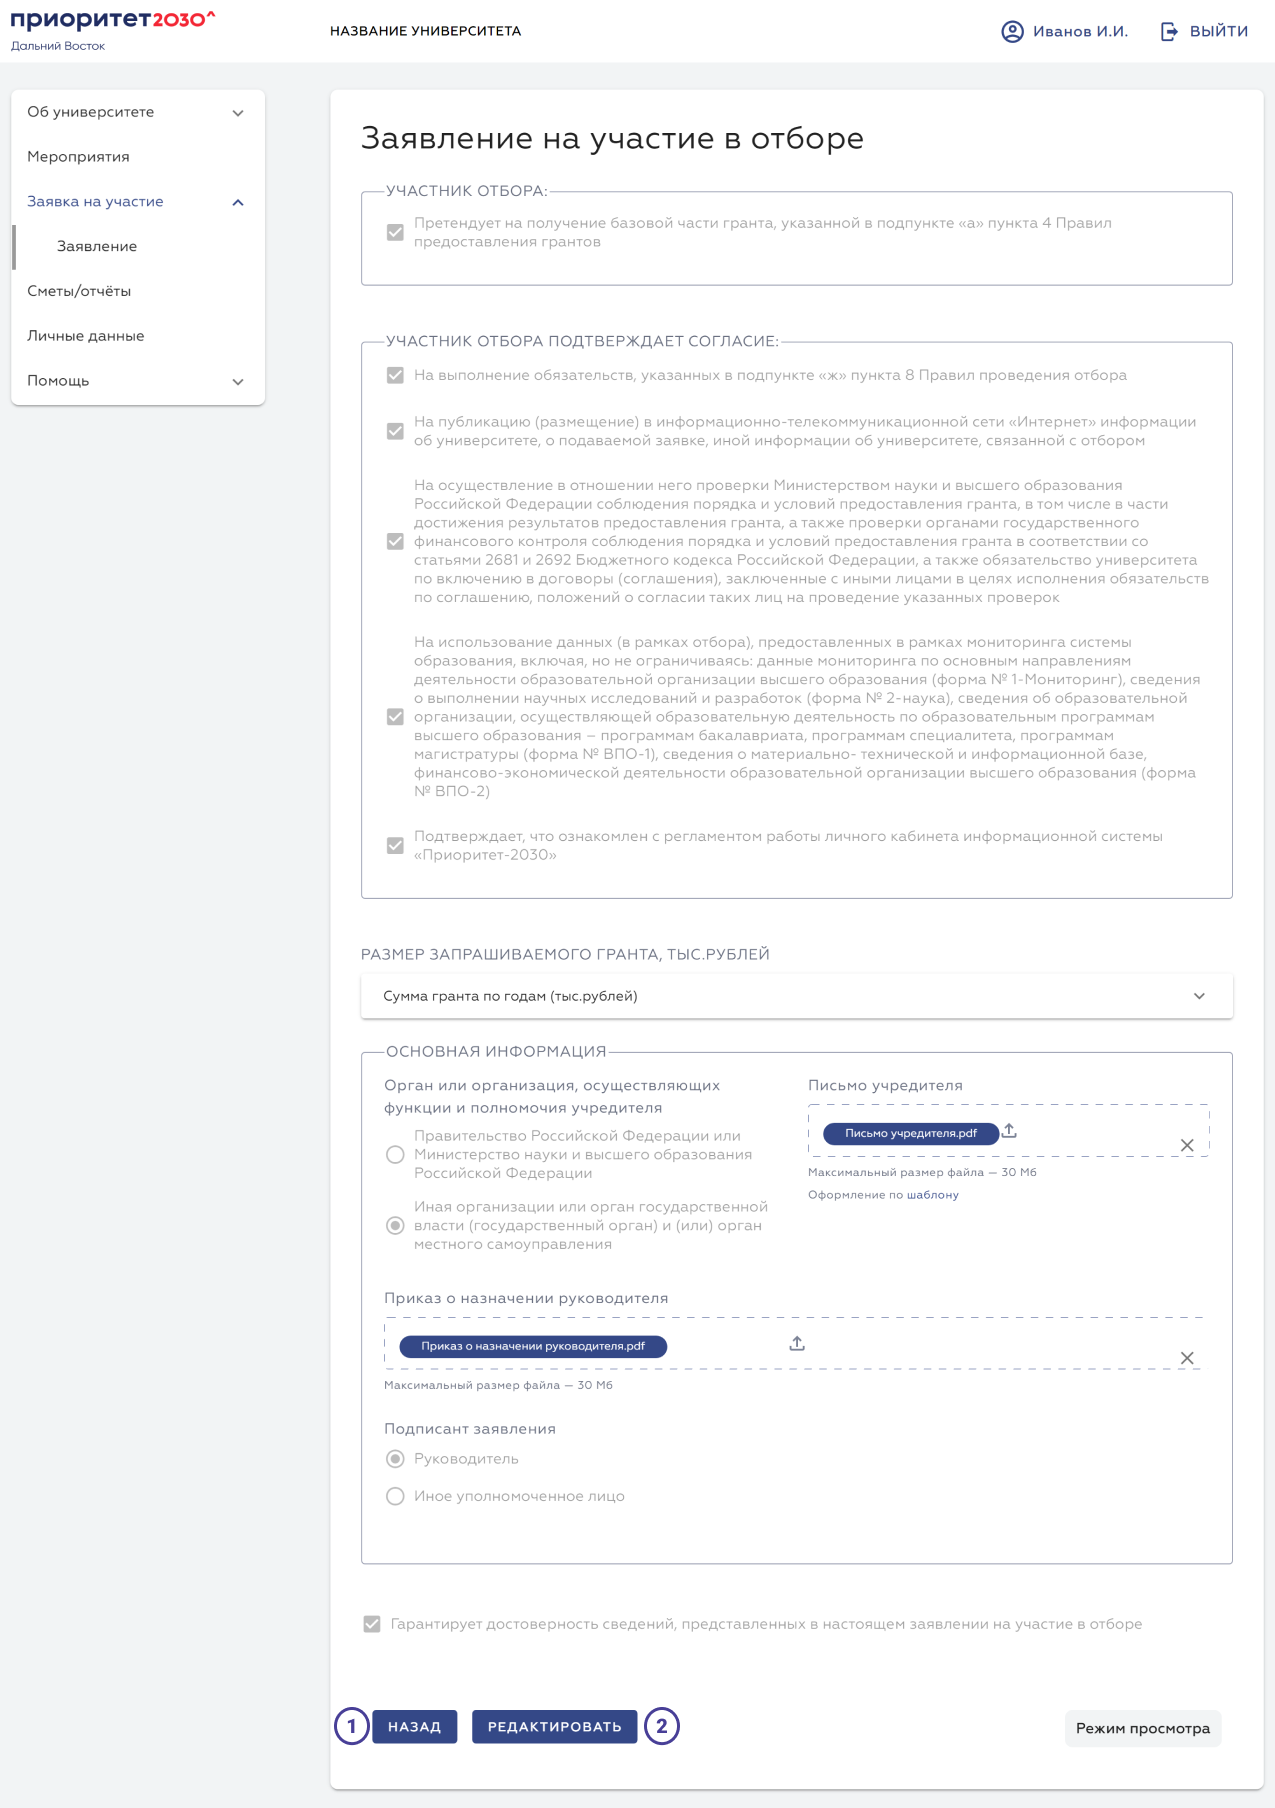 приоритет2030^
Дальний Восток
НАЗВАНИЕ УНИВЕРСИТЕТА
Иванов И.И.
ВЫЙТИ
Об университете
Мероприятия
Заявка на участие
Заявление
Сметы/отчёты
Личные данные
Помощь
Заявление на участие в отборе
УЧАСТНИК ОТБОРА:
Претендует на получение базовой части гранта, указанной в подпункте «а» пункта 4 Правил
предоставления грантов
УЧАСТНИК ОТБОРА ПОДТВЕРЖДАЕТ СОГЛАСИЕ:
На выполнение обязательств, указанных в подпункте «ж» пункта 8 Правил проведения отбора
На публикацию (размещение) в информационно-телекоммуникационной сети «Интернет» информации
об университете, о подаваемой заявке, иной информации об университете, связанной с отбором
На осуществление в отношении него проверки Министерством науки и высшего образования
Российской Федерации соблюдения порядка и условий предоставления гранта, в том числе в части
достижения результатов предоставления гранта, а также проверки органами государственного
финансового контроля соблюдения порядка и условий предоставления гранта в соответствии со
статьями 2681 и 2692 Бюджетного кодекса Российской Федерации, а также обязательство университета
по включению в договоры (соглашения), заключенные с иными лицами в целях исполнения обязательств
по соглашению, положений о согласии таких лиц на проведение указанных проверок
На использование данных (в рамках отбора), предоставленных в рамках мониторинга системы
образования, включая, но не ограничиваясь: данные мониторинга по основным направлениям
деятельности образовательной организации высшего образования (форма № 1-Мониторинг), сведения
о выполнении научных исследований и разработок (форма № 2-наука), сведения об образовательной
организации, осуществляющей образовательную деятельность по образовательным программам
высшего образования – программам бакалавриата, программам специалитета, программам
магистратуры (форма № ВПО-1), сведения о материально- технической и информационной базе,
финансово-экономической деятельности образовательной организации высшего образования (форма
№ ВПО-2)
Подтверждает, что ознакомлен с регламентом работы личного кабинета информационной системы
«Приоритет-2030»
РАЗМЕР ЗАПРАШИВАЕМОГО ГРАНТА, ТЫС.РУБЛЕЙ
Сумма гранта по годам (тыс.рублей)
ОСНОВНАЯ ИНФОРМАЦИЯ
Орган или организация, осуществляющих
функции и полномочия учредителя
Правительство Российской Федерации или
Министерство науки и высшего образования
Российской Федерации
Иная организации или орган государственной
власти (государственный орган) и (или) орган
местного самоуправления
Письмо учредителя
Письмо учредителя.pdf
Максимальный размер файла — 30 Мб
Оформление по шаблону
Приказ о назначении руководителя
Приказ о назначении руководителя.pdf
Максимальный размер файла — 30 Мб
Подписант заявления
Руководитель
Иное уполномоченное лицо
Гарантирует достоверность сведений, представленных в настоящем заявлении на участие в отборе
1
НАЗАД
РЕДАКТИРОВАТЬ
2
Режим просмотра